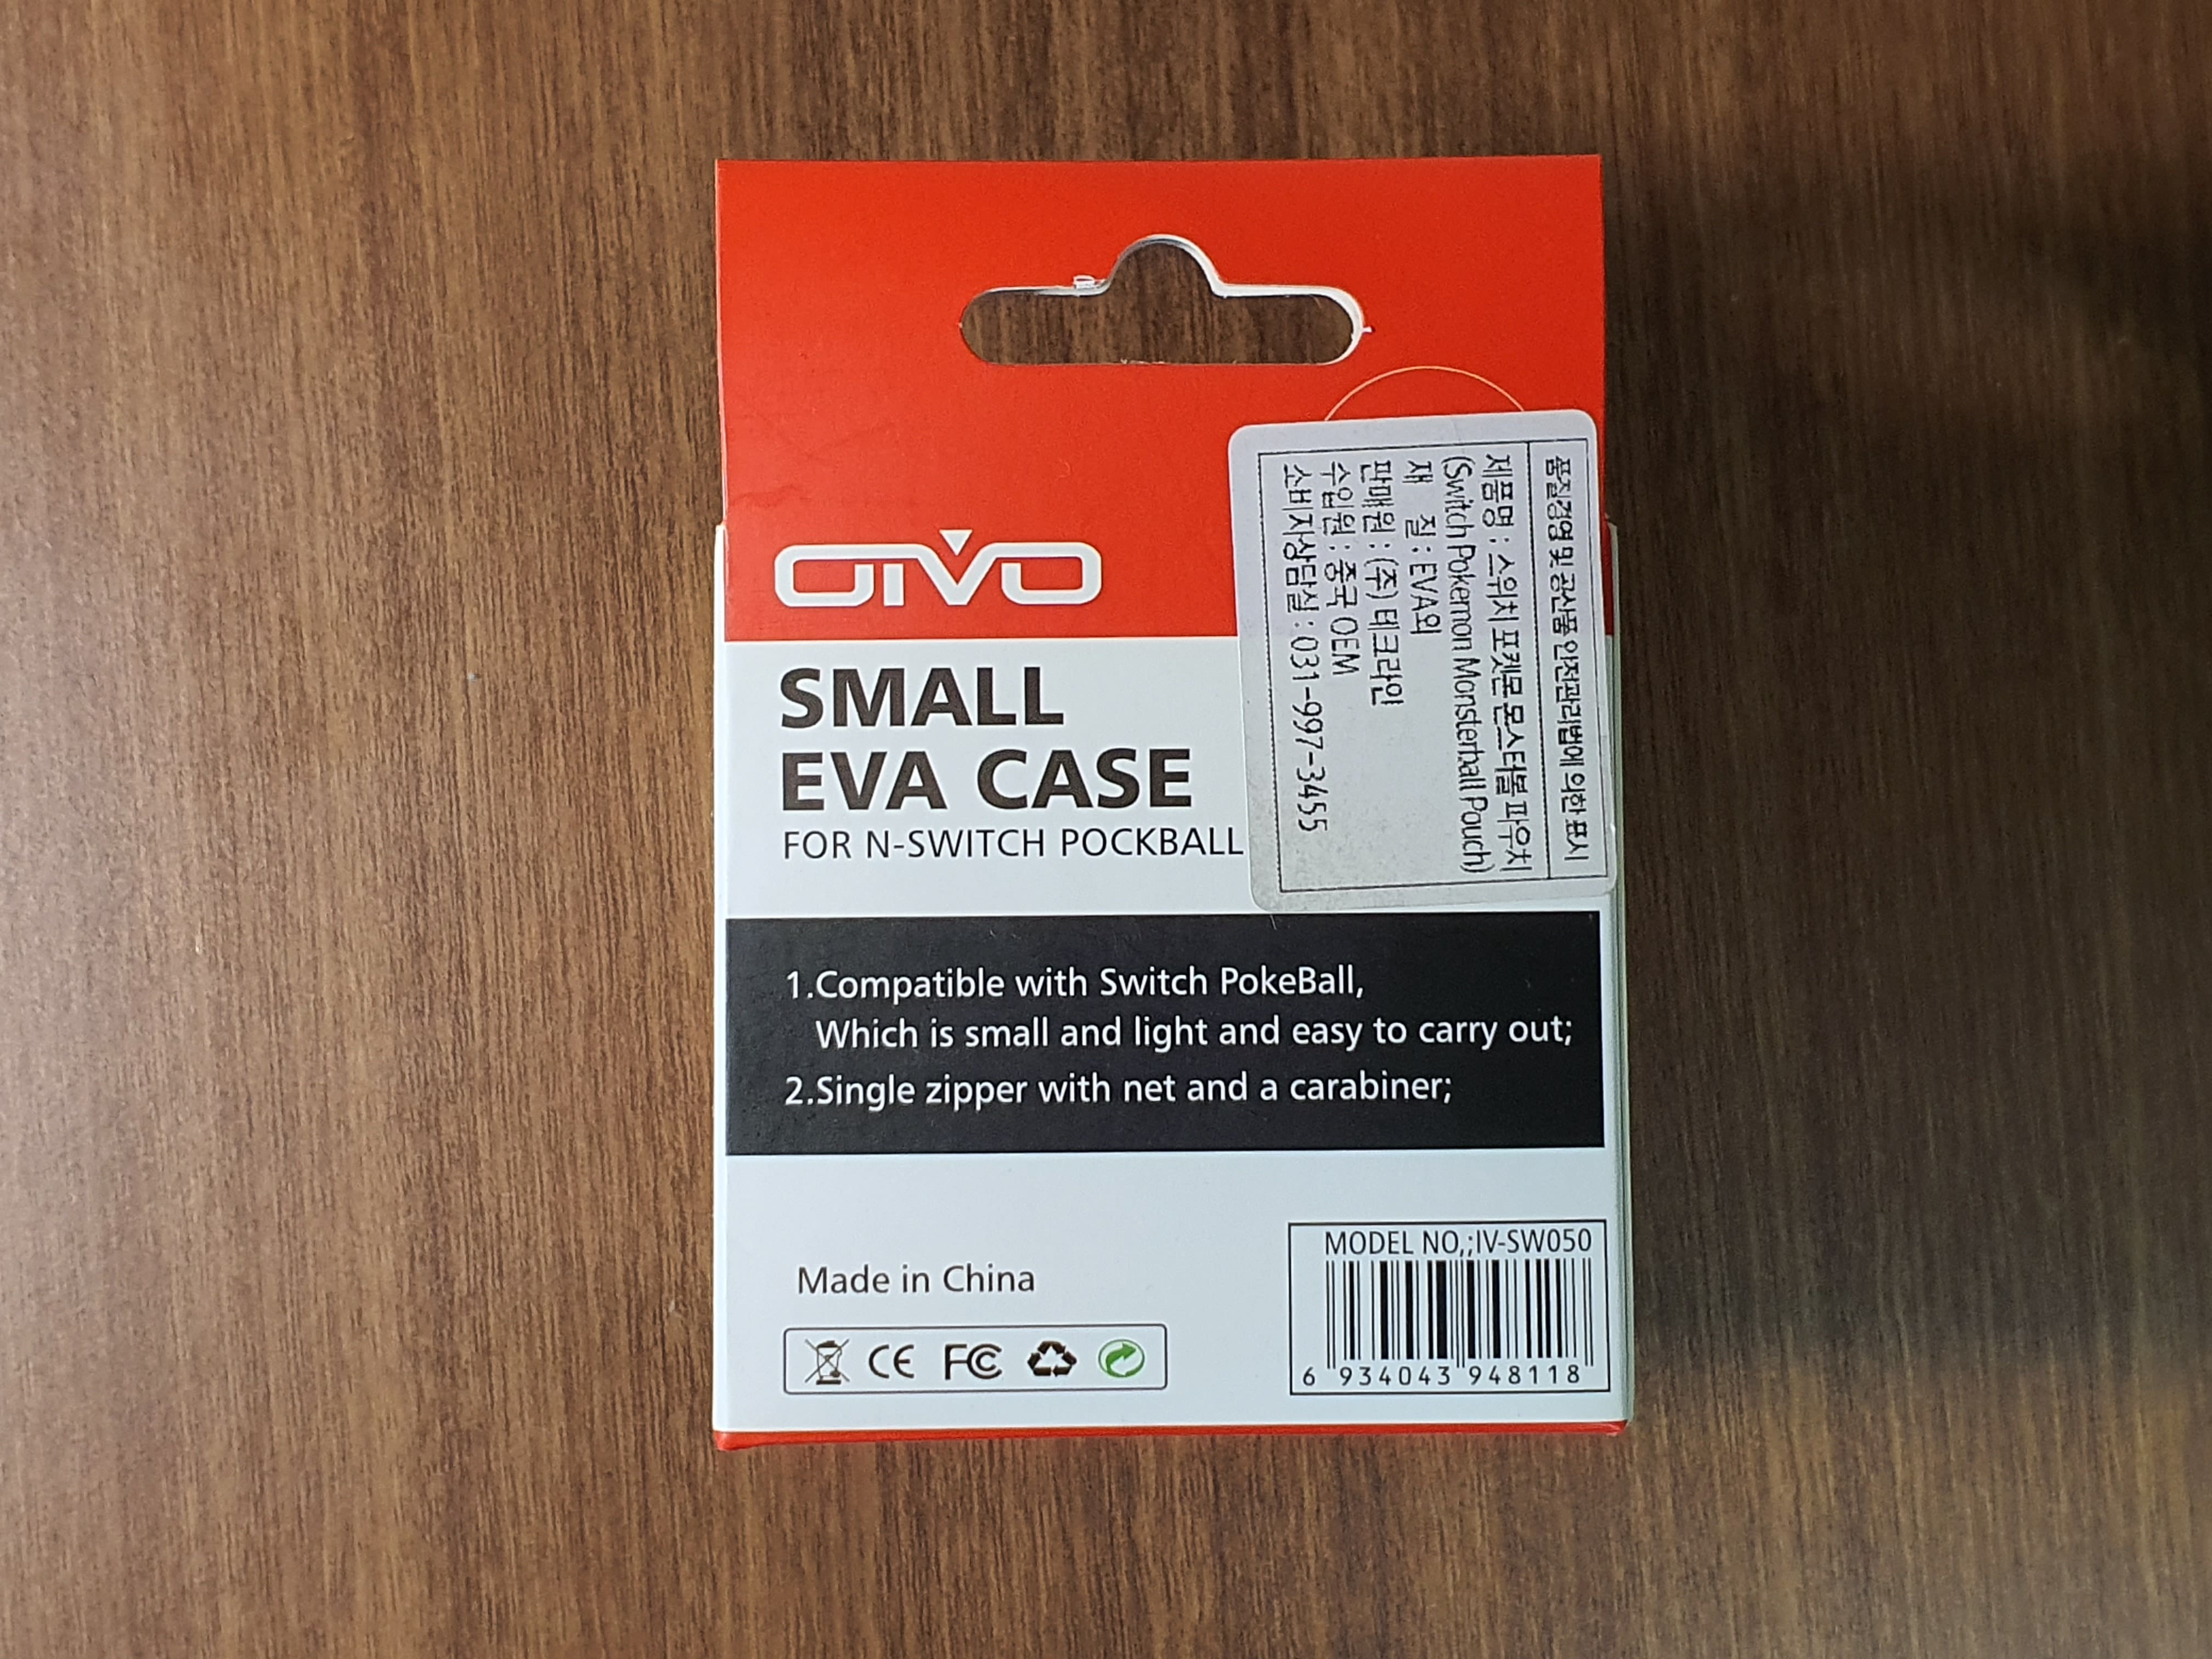 OIVO
SMALL
EVA CASE
FOR N-SWITCH POCKBALL
품질경영 및 공산품 안전관리법에 의한 표시
제품명 : 스위치 포켓몬 몬스터볼 파우치
(Switch Pokemon Monsterball Pouch)
재 질 : EVA외
판매원 : (주) 테크라인
수입원 : 중국 OEM
소비자상담실 : 031-997-3455
1.Compatible with Switch PokeBall,
Which is small and light and easy to carry out;
2.Single zipper with net and a carabiner;
Made in China
CE FC
MODEL NO,;IV-SW050
6 934043 948118